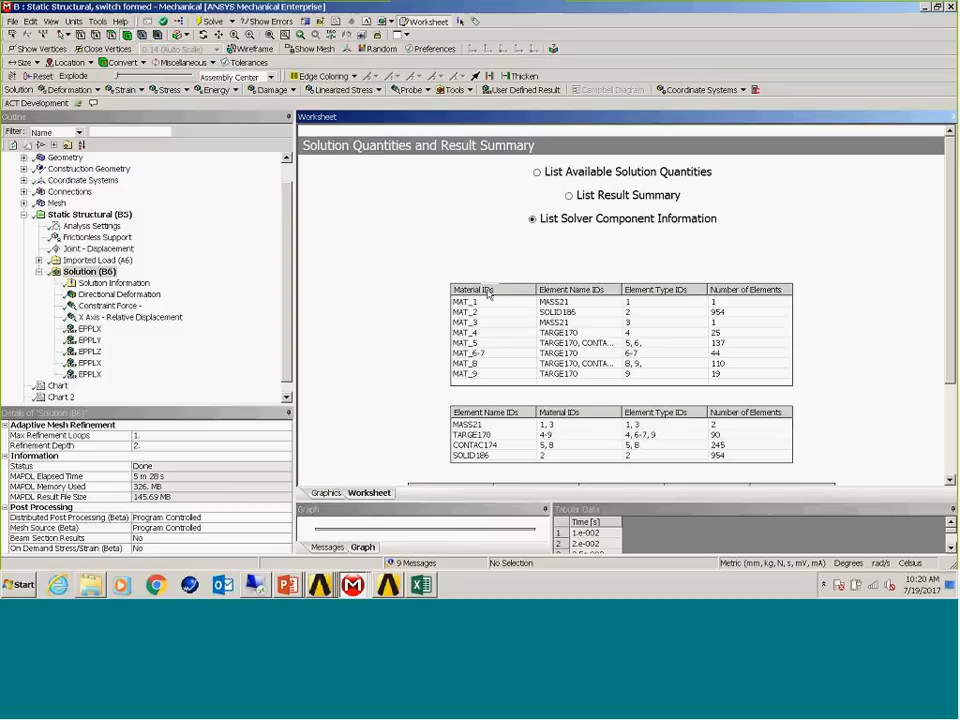 B : Static Structural, switch formed - Mechanical [ANSYS Mechanical Enterprise]
File Edit View Units Tools Help Solve ?/Show Errors Worksheet
Show Vertices Close Vertices 0.14 (Auto Scale) Wireframe Show Mesh Random Preferences
Size Location Convert Miscellaneous Tolerances
Reset Explode Assembly Center Edge Coloring Thicken
Solution Deformation Strain Stress Energy Damage Linearized Stress Probe Tools User Defined Result Campbell Diagram Coordinate Systems
ACT Development
Outline
Filter: Name
Geometry
Construction Geometry
Coordinate Systems
Connections
Mesh
Static Structural (B5)
Analysis Settings
Frictionless Support
Joint - Displacement
Imported Load (A6)
Solution (B6)
Solution Information
Directional Deformation
Constraint Force -
X Axis - Relative Displacement
EPPLX
EPPLY
EPPLZ
EPPLX
EPPLX
Chart
Chart 2
Details of "Solution (B6)"
Adaptive Mesh Refinement
Max Refinement Loops 1.
Refinement Depth 2.
Information
Status Done
MAPDL Elapsed Time 5 m 28 s
MAPDL Memory Used 326. MB
MAPDL Result File Size 145.69 MB
Post Processing
Distributed Post Processing (Beta) Program Controlled
Mesh Source (Beta) Program Controlled
Beam Section Results No
On Demand Stress/Strain (Beta) No
Worksheet
Solution Quantities and Result Summary
List Available Solution Quantities
List Result Summary
List Solver Component Information
Material IDs Element Name IDs Element Type IDs Number of Elements
MAT_1 MASS21 1 1
MAT_2 SOLID186 2 954
MAT_3 MASS21 3 1
MAT_4 TARGE170 4 25
MAT_5 TARGE170, CONTA... 5, 6, 137
MAT_6-7 TARGE170 6-7 44
MAT_8 TARGE170, CONTA... 8, 9, 110
MAT_9 TARGE170 9 19
Element Name IDs Material IDs Element Type IDs Number of Elements
MASS21 1, 3 1, 3 2
TARGE170 4-9 4, 6-7, 9 90
CONTAC174 5, 8 5, 8 245
SOLID186 2 2 954
Graphics Worksheet
Graph
Messages Graph
Tabular Data
Time [s]
1 1.e-002
2 2.e-002
9 Messages No Selection Metric (mm, kg, N, s, mV, mA) Degrees rad/s Celsius
Start
10:20 AM
7/19/2017